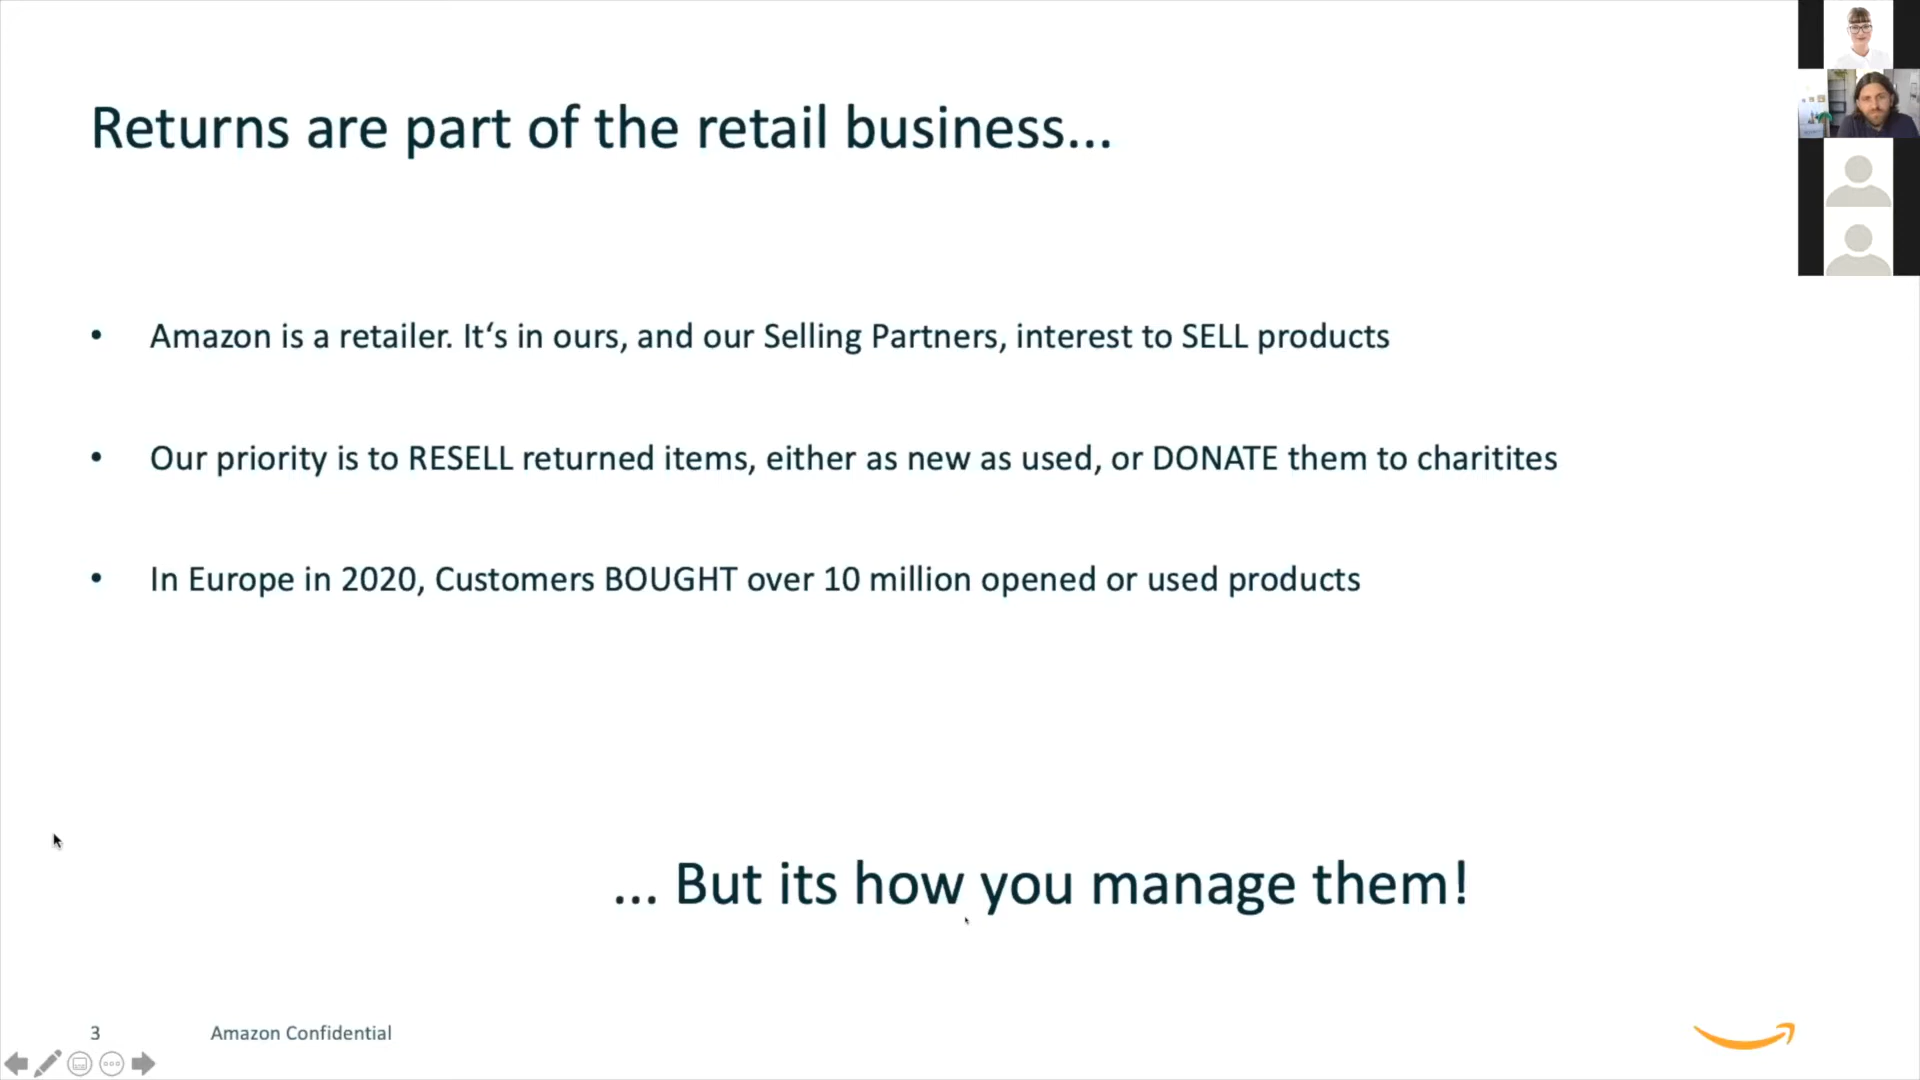 Returns are part of the retail business...
• Amazon is a retailer. It‘s in ours, and our Selling Partners, interest to SELL products
• Our priority is to RESELL returned items, either as new as used, or DONATE them to charitites
• In Europe in 2020, Customers BOUGHT over 10 million opened or used products
... But its how you manage them!
3 Amazon Confidential